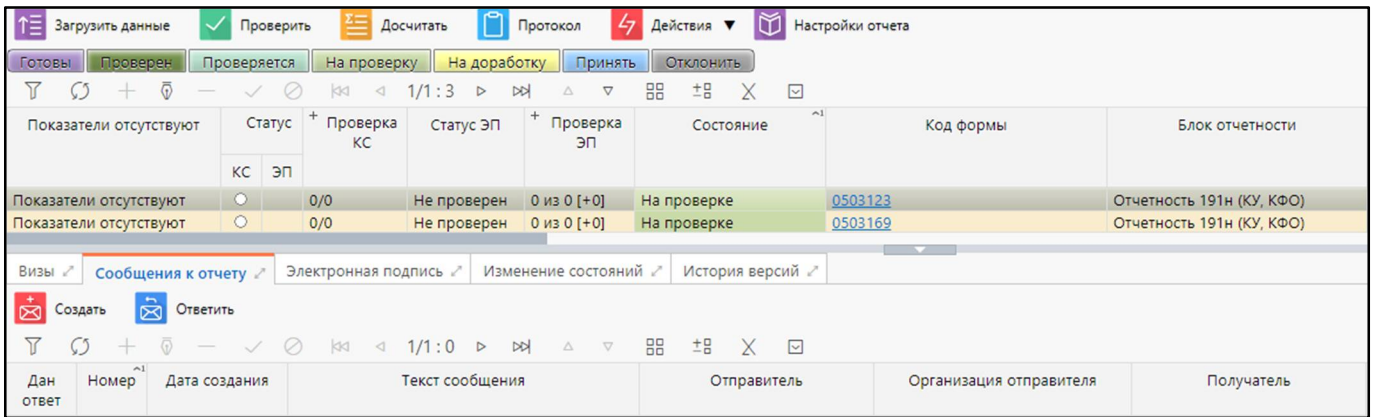 Загрузить данные Проверить Досчитать Протокол Действия ▼ Настройки отчета
Готовы Проверен Проверяется На проверку На доработку Принять Отклонить
1/1 : 3
Показатели отсутствуют Статус Проверка КС Статус ЭП Проверка ЭП Состояние Код формы Блок отчетности
КС ЭП
Показатели отсутствуют 0/0 Не проверен 0 из 0 [+0] На проверке 0503123 Отчетность 191н (КУ, КФО)
Показатели отсутствуют 0/0 Не проверен 0 из 0 [+0] На проверке 0503169 Отчетность 191н (КУ, КФО)
Визы Сообщения к отчету Электронная подпись Изменение состояний История версий
Создать Ответить
1/1 : 0
Дан ответ Номер Дата создания Текст сообщения Отправитель Организация отправителя Получатель